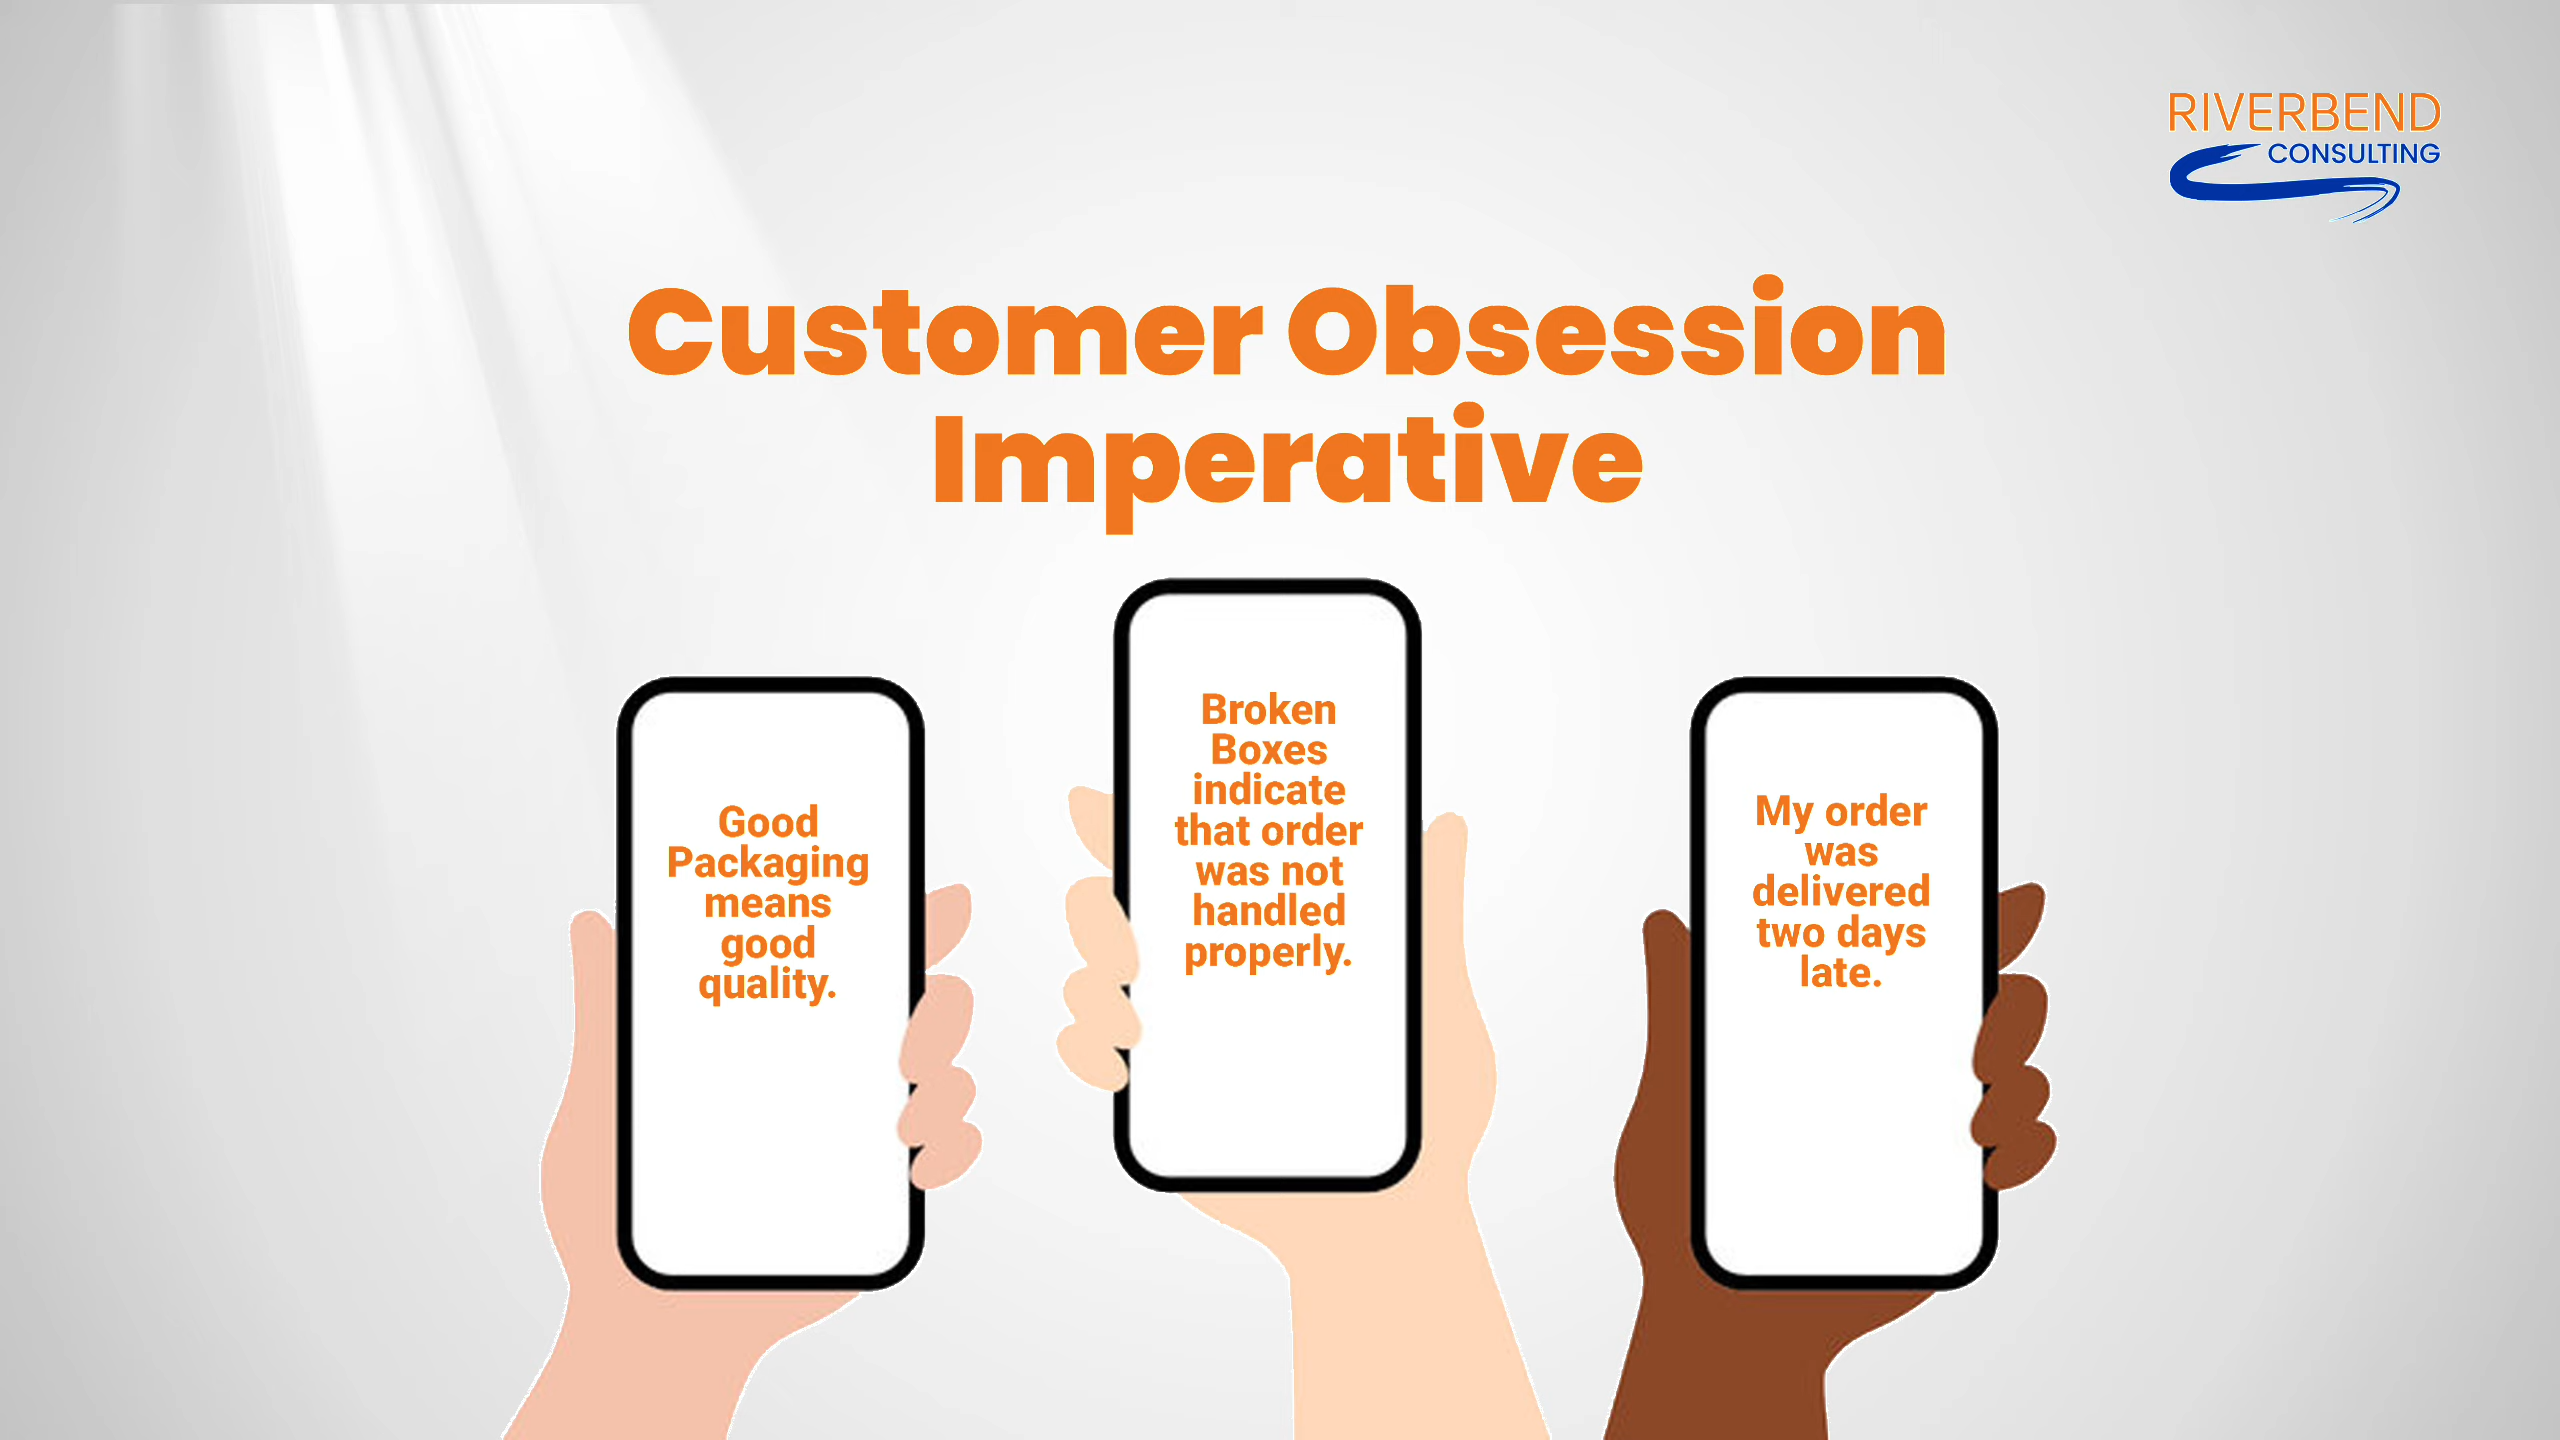 RIVERBEND
CONSULTING
Customer Obsession
Imperative
Good
Packaging
means
good
quality.
Broken
Boxes
indicate
that order
was not
handled
properly.
My order
was
delivered
two days
late.